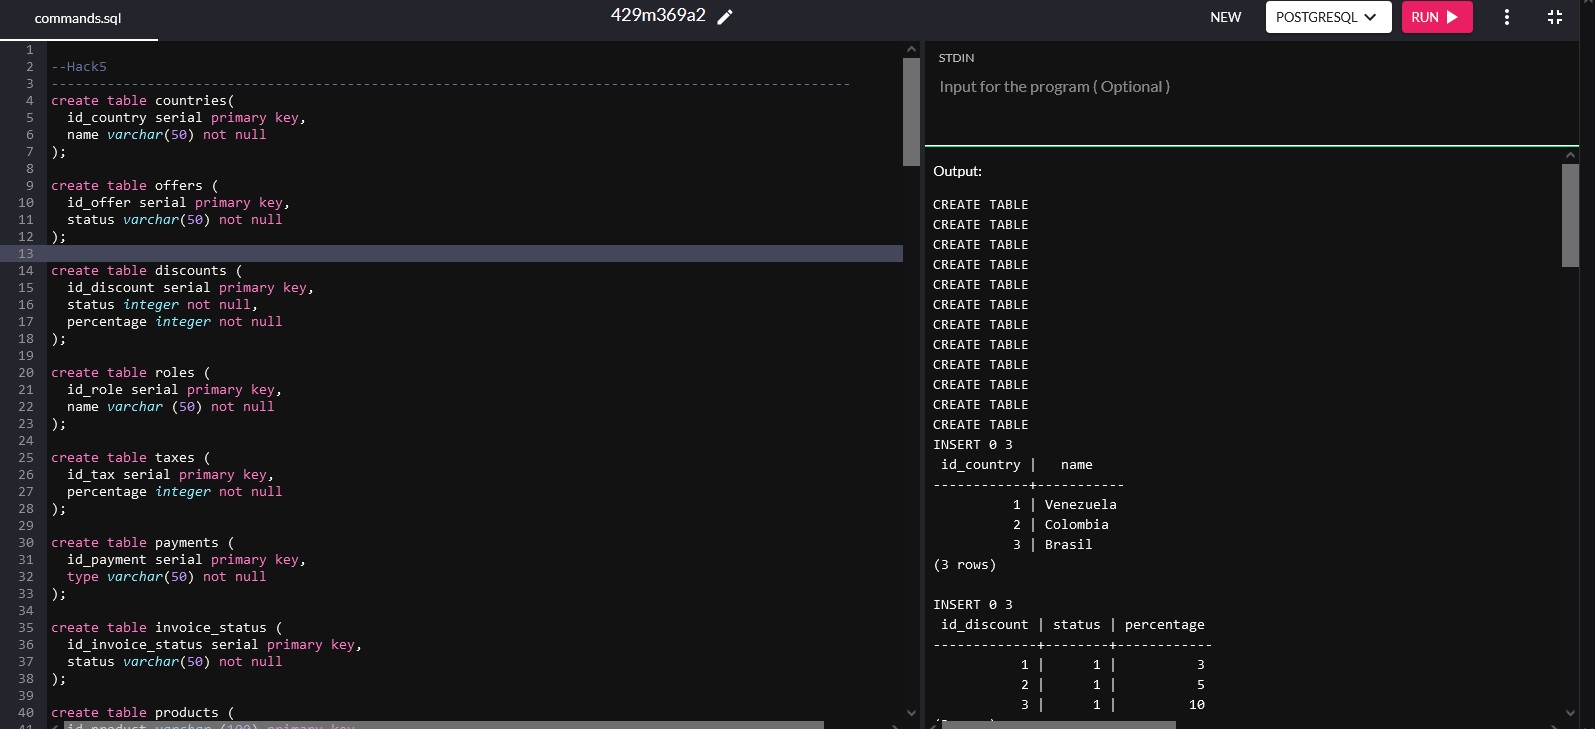 commands.sql
429m369a2
NEW
POSTGRESQL
RUN
1
2 --Hack5
3 ----------------------------------------------------------------------------------------------------
4 create table countries(
5 id_country serial primary key,
6 name varchar(50) not null
7 );
8
9 create table offers (
10 id_offer serial primary key,
11 status varchar(50) not null
12 );
13
14 create table discounts (
15 id_discount serial primary key,
16 status integer not null,
17 percentage integer not null
18 );
19
20 create table roles (
21 id_role serial primary key,
22 name varchar (50) not null
23 );
24
25 create table taxes (
26 id_tax serial primary key,
27 percentage integer not null
28 );
29
30 create table payments (
31 id_payment serial primary key,
32 type varchar(50) not null
33 );
34
35 create table invoice_status (
36 id_invoice_status serial primary key,
37 status varchar(50) not null
38 );
39
40 create table products (
41 id_product varchar (100) primary key
STDIN
Input for the program ( Optional )
Output:
CREATE TABLE
CREATE TABLE
CREATE TABLE
CREATE TABLE
CREATE TABLE
CREATE TABLE
CREATE TABLE
CREATE TABLE
CREATE TABLE
CREATE TABLE
CREATE TABLE
CREATE TABLE
INSERT 0 3
id_country | name
------------+-----------
1 | Venezuela
2 | Colombia
3 | Brasil
(3 rows)
INSERT 0 3
id_discount | status | percentage
-------------+--------+------------
1 | 1 | 3
2 | 1 | 5
3 | 1 | 10